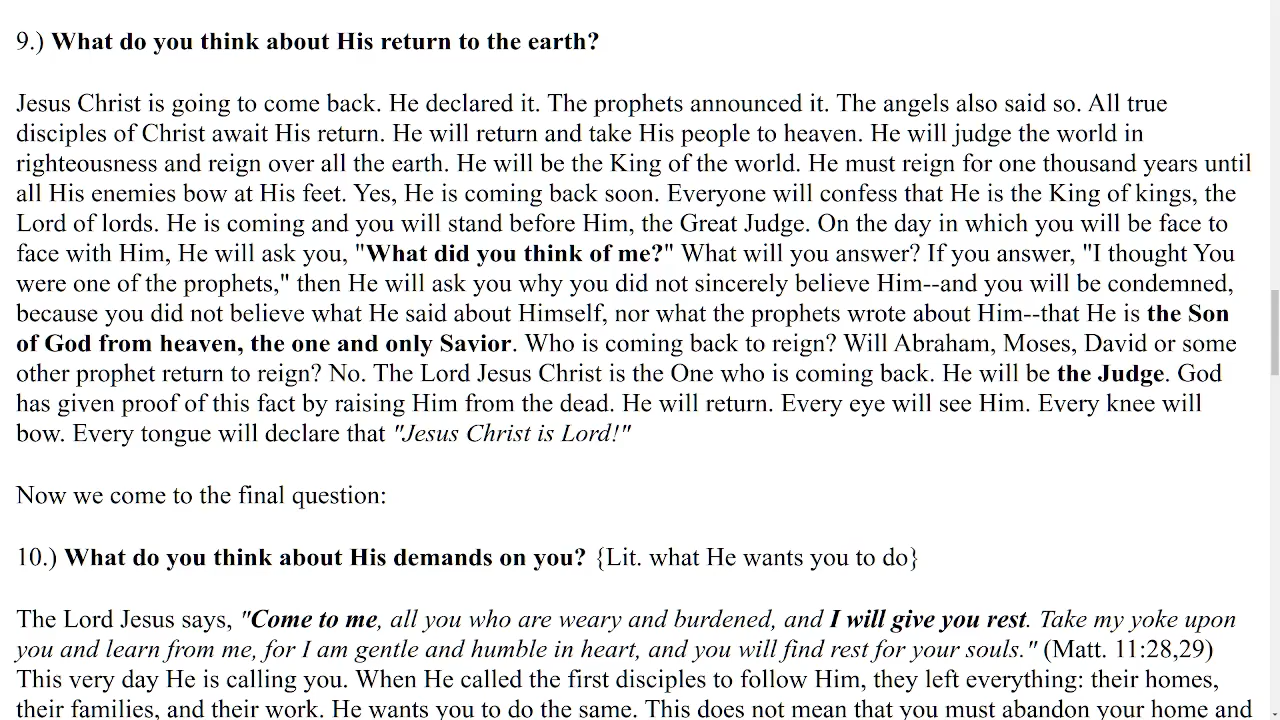 9.) What do you think about His return to the earth?
Jesus Christ is going to come back. He declared it. The prophets announced it. The angels also said so. All true
disciples of Christ await His return. He will return and take His people to heaven. He will judge the world in
righteousness and reign over all the earth. He will be the King of the world. He must reign for one thousand years until
all His enemies bow at His feet. Yes, He is coming back soon. Everyone will confess that He is the King of kings, the
Lord of lords. He is coming and you will stand before Him, the Great Judge. On the day in which you will be face to
face with Him, He will ask you, "What did you think of me?" What will you answer? If you answer, "I thought You
were one of the prophets," then He will ask you why you did not sincerely believe Him--and you will be condemned,
because you did not believe what He said about Himself, nor what the prophets wrote about Him--that He is the Son
of God from heaven, the one and only Savior. Who is coming back to reign? Will Abraham, Moses, David or some
other prophet return to reign? No. The Lord Jesus Christ is the One who is coming back. He will be the Judge. God
has given proof of this fact by raising Him from the dead. He will return. Every eye will see Him. Every knee will
bow. Every tongue will declare that "Jesus Christ is Lord!"
Now we come to the final question:
10.) What do you think about His demands on you? {Lit. what He wants you to do}
The Lord Jesus says, "Come to me, all you who are weary and burdened, and I will give you rest. Take my yoke upon
you and learn from me, for I am gentle and humble in heart, and you will find rest for your souls." (Matt. 11:28,29)
This very day He is calling you. When He called the first disciples to follow Him, they left everything: their homes,
their families, and their work. He wants you to do the same. This does not mean that you must abandon your home and